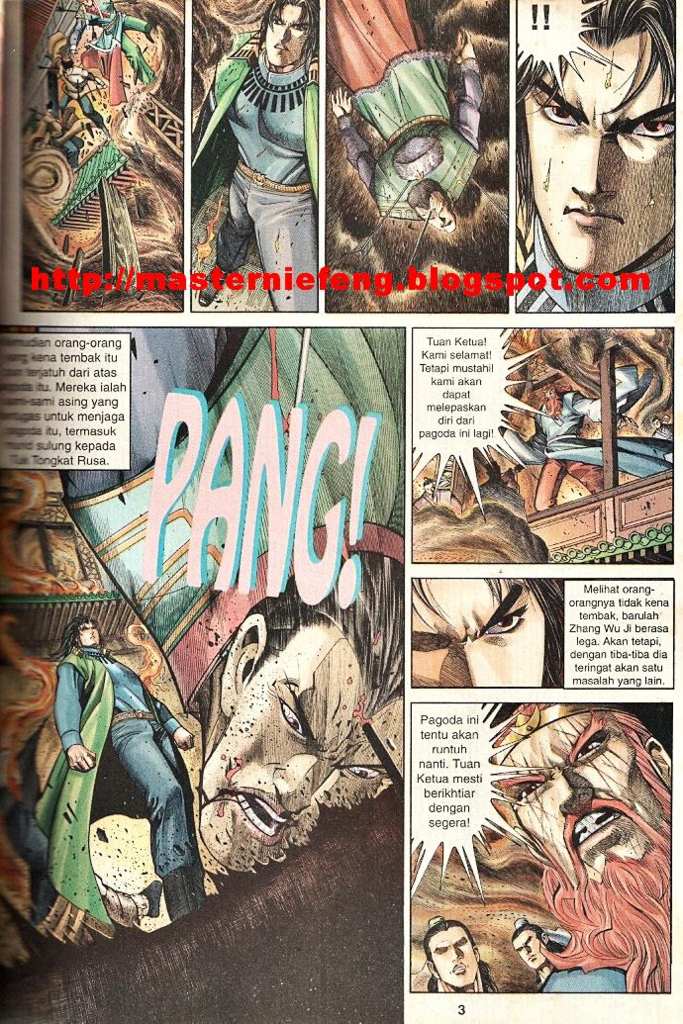 !!
http://masterniefeng.blogspot.com
orang-orang
kena tembak itu
terjatuh dari atas
itu. Mereka ialah
asing yang
untuk menjaga
itu, termasuk
sulung kepada
Tongkat Rusa.
PANG!
Tuan Ketua!
Kami selamat!
Tetapi mustahil
kami akan
dapat
melepaskan
diri dari
pagoda ini lagi!
Melihat orang-
orangnya tidak kena
tembak, barulah
Zhang Wu Ji berasa
lega. Akan tetapi,
dengan tiba-tiba dia
teringat akan satu
masalah yang lain.
Pagoda ini
tentu akan
runtuh
nanti. Tuan
Ketua mesti
berikhtiar
dengan
segera!
3